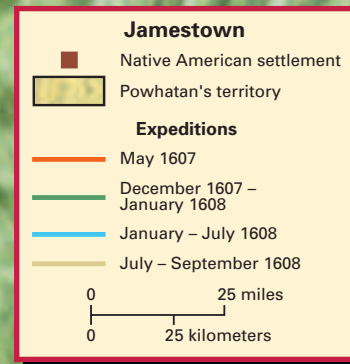 Jamestown
Native American settlement
Powhatan's territory
Expeditions
May 1607
December 1607 –
January 1608
January – July 1608
July – September 1608
0 25 miles
0 25 kilometers